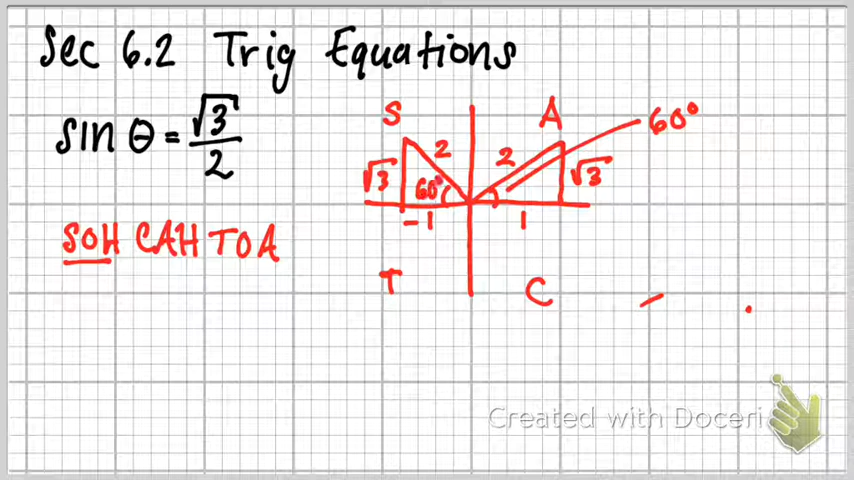 Sec 6.2 Trig Equations
sin θ = √3/2
SOH CAH TOA
S A 60°
√3 2 2 √3
60°
-1 1
T C
Created with Doceri